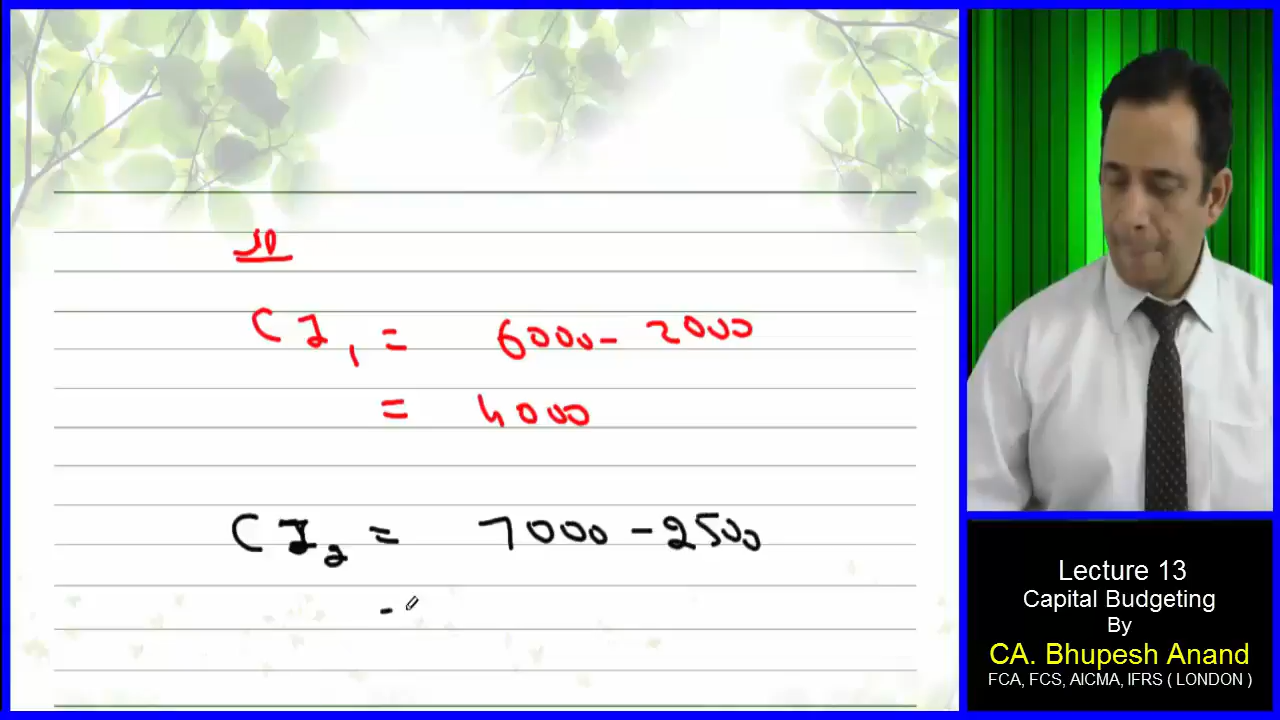 CI₁ = 6000 - 2000
= 4000
CI₂ = 7000 - 2500
Lecture 13
Capital Budgeting
By
CA. Bhupesh Anand
FCA, FCS, AICMA, IFRS ( LONDON )